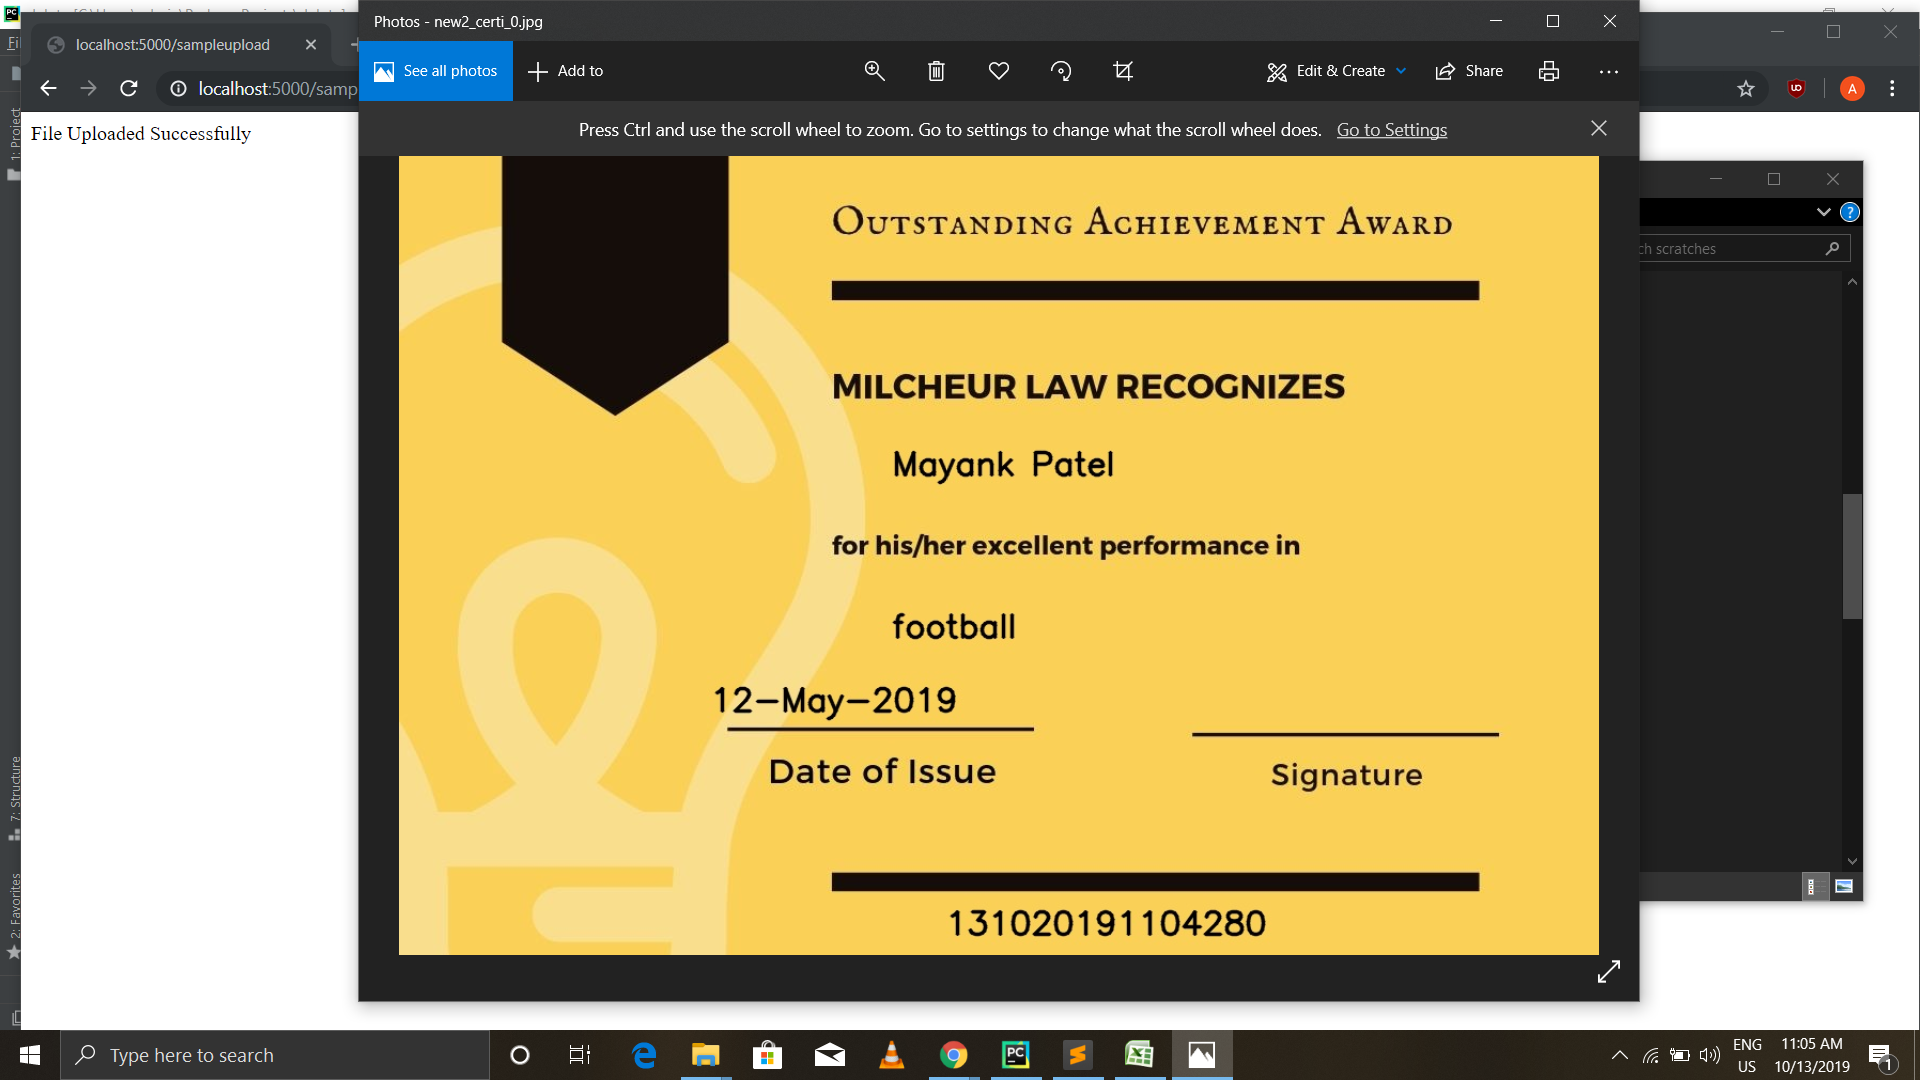 Photos - new2_certi_0.jpg
localhost:5000/sampleupload
See all photos
Add to
Edit & Create
Share
localhost:5000/samp
Press Ctrl and use the scroll wheel to zoom. Go to settings to change what the scroll wheel does. Go to Settings
File Uploaded Successfully
1: Project
7: Structure
2: Favorites
Outstanding Achievement Award
MILCHEUR LAW RECOGNIZES
Mayank Patel
for his/her excellent performance in
football
12-May-2019
Date of Issue
Signature
131020191104280
ch scratches
Type here to search
ENG
US
11:05 AM
10/13/2019
1
A
PC
PC